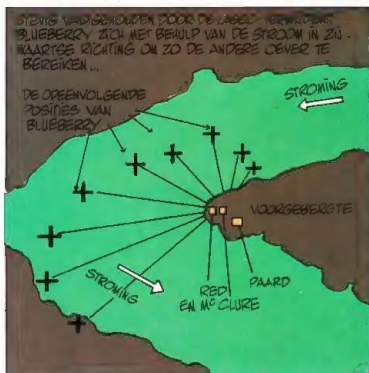 STEVIG VASTGEHOUDEN DOOR DE LASSO VERWIJDERT
BLUEBERRY ZICH MET BEHULP VAN DE STROOM IN ZIJ-
WAARTSE RICHTING OM ZO DE ANDERE OEVER TE
BEREIKEN...
DE OPEENVOLGENDE
POSITIES VAN
BLUEBERRY
STROMING
VOORGEBERGTE
STROMING
RED
EN MC CLURE
PAARD